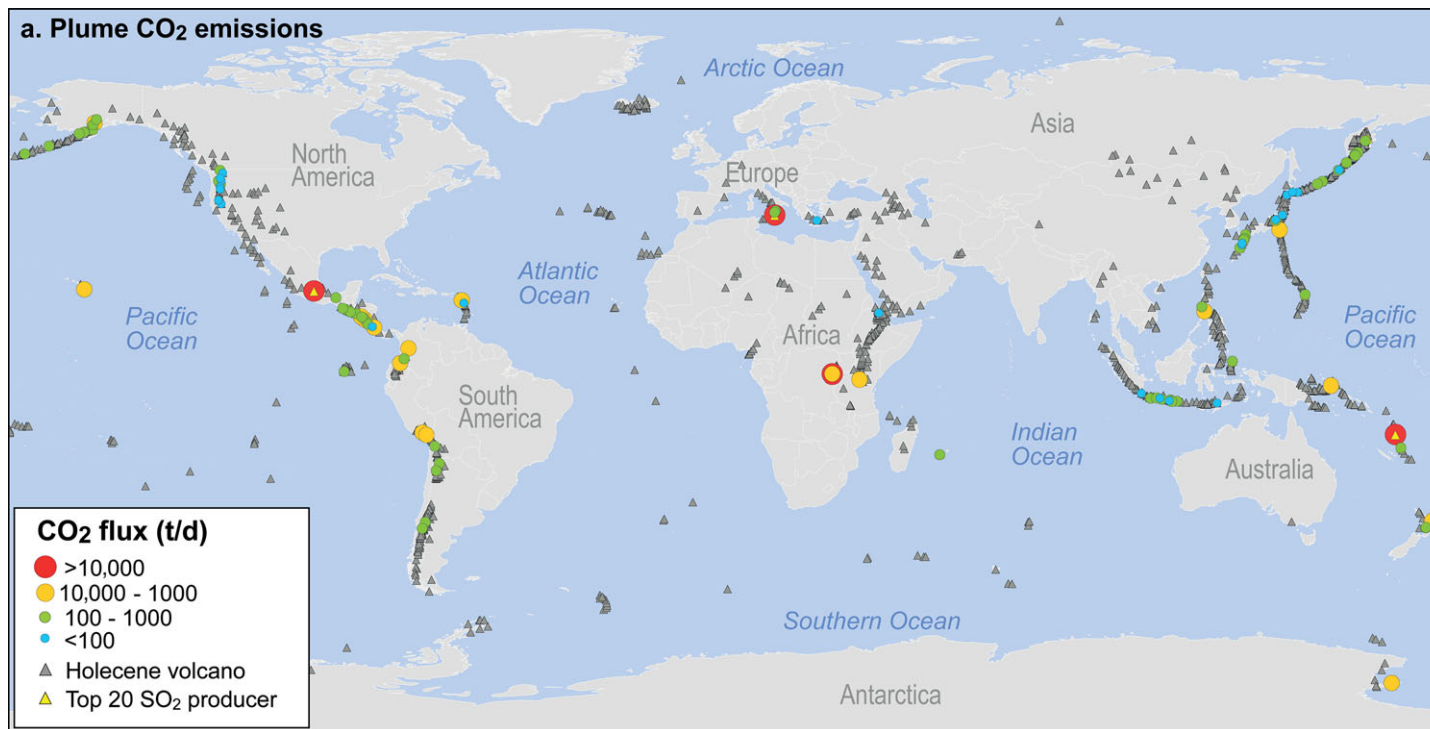 a. Plume CO₂ emissions
Arctic Ocean
Asia
North
America
Europe
Atlantic
Ocean
Pacific
Ocean
Africa
Pacific
Ocean
South
America
Indian
Ocean
Australia
CO₂ flux (t/d)
>10,000
10,000 - 1000
100 - 1000
<100
Holecene volcano
Top 20 SO₂ producer
Southern Ocean
Antarctica